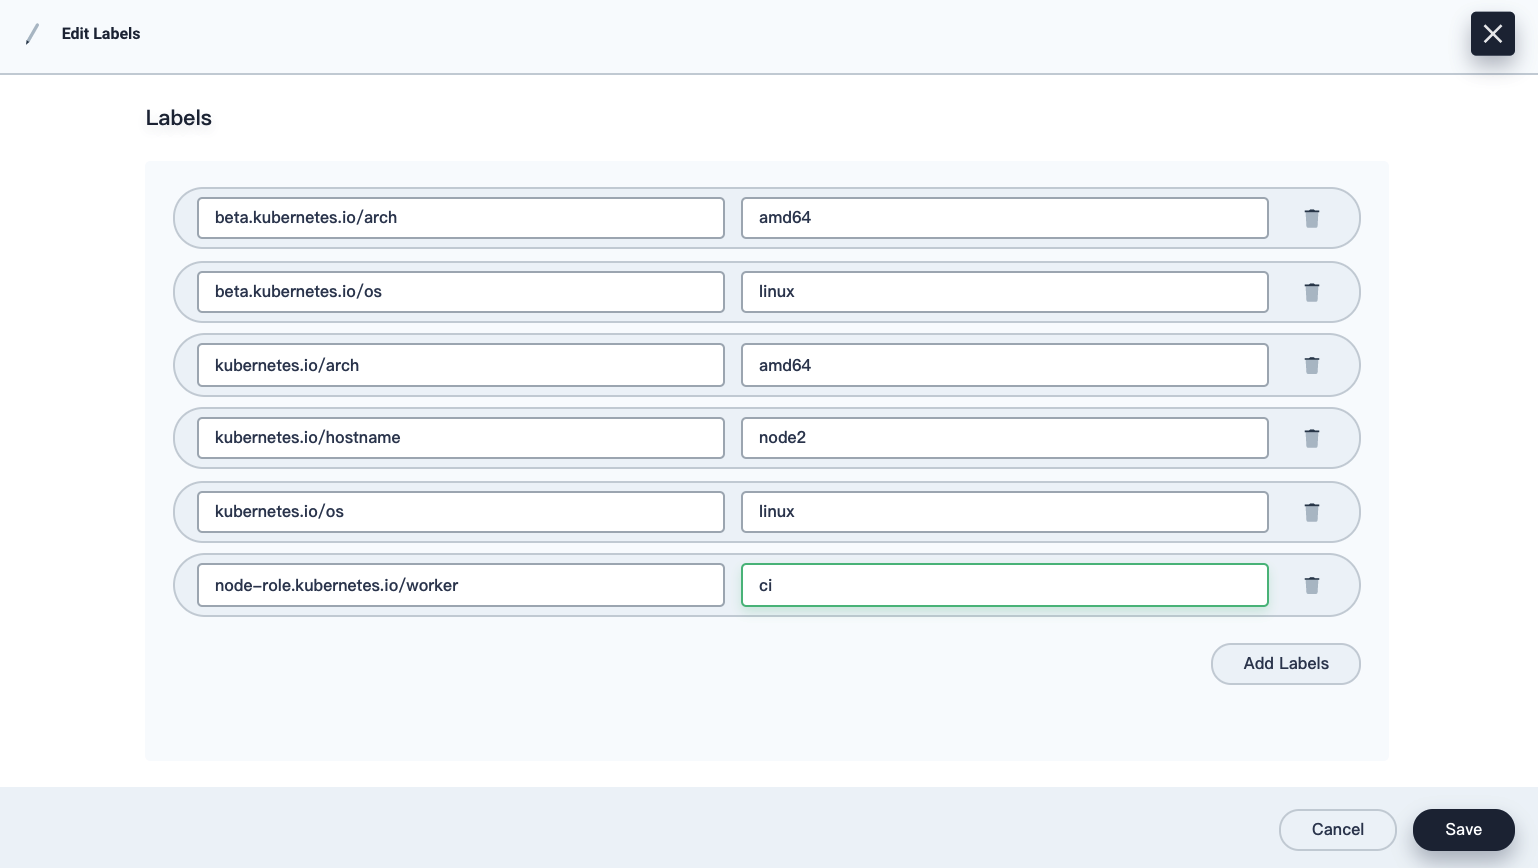 Edit Labels
Labels
beta.kubernetes.io/arch amd64
beta.kubernetes.io/os linux
kubernetes.io/arch amd64
kubernetes.io/hostname node2
kubernetes.io/os linux
node-role.kubernetes.io/worker ci
Add Labels
Cancel Save